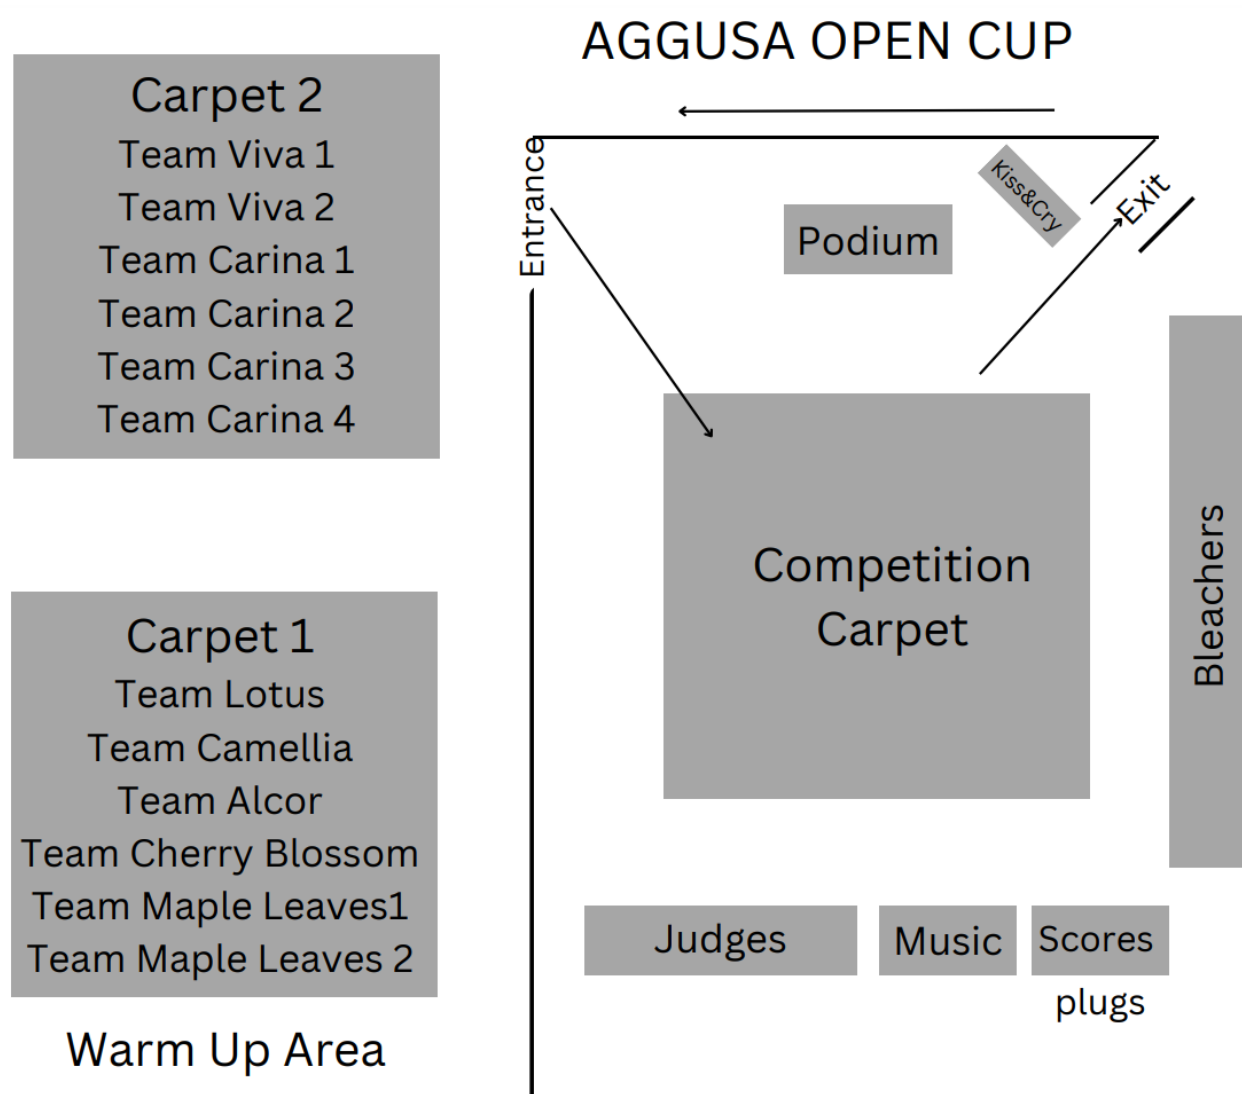 AGGUSA OPEN CUP
Carpet 2
Team Viva 1
Team Viva 2
Team Carina 1
Team Carina 2
Team Carina 3
Team Carina 4
Carpet 1
Team Lotus
Team Camellia
Team Alcor
Team Cherry Blossom
Team Maple Leaves1
Team Maple Leaves 2
Warm Up Area
Entrance
Podium
Kiss&Cry
Exit
Competition
Carpet
Bleachers
Judges
Music
Scores
plugs